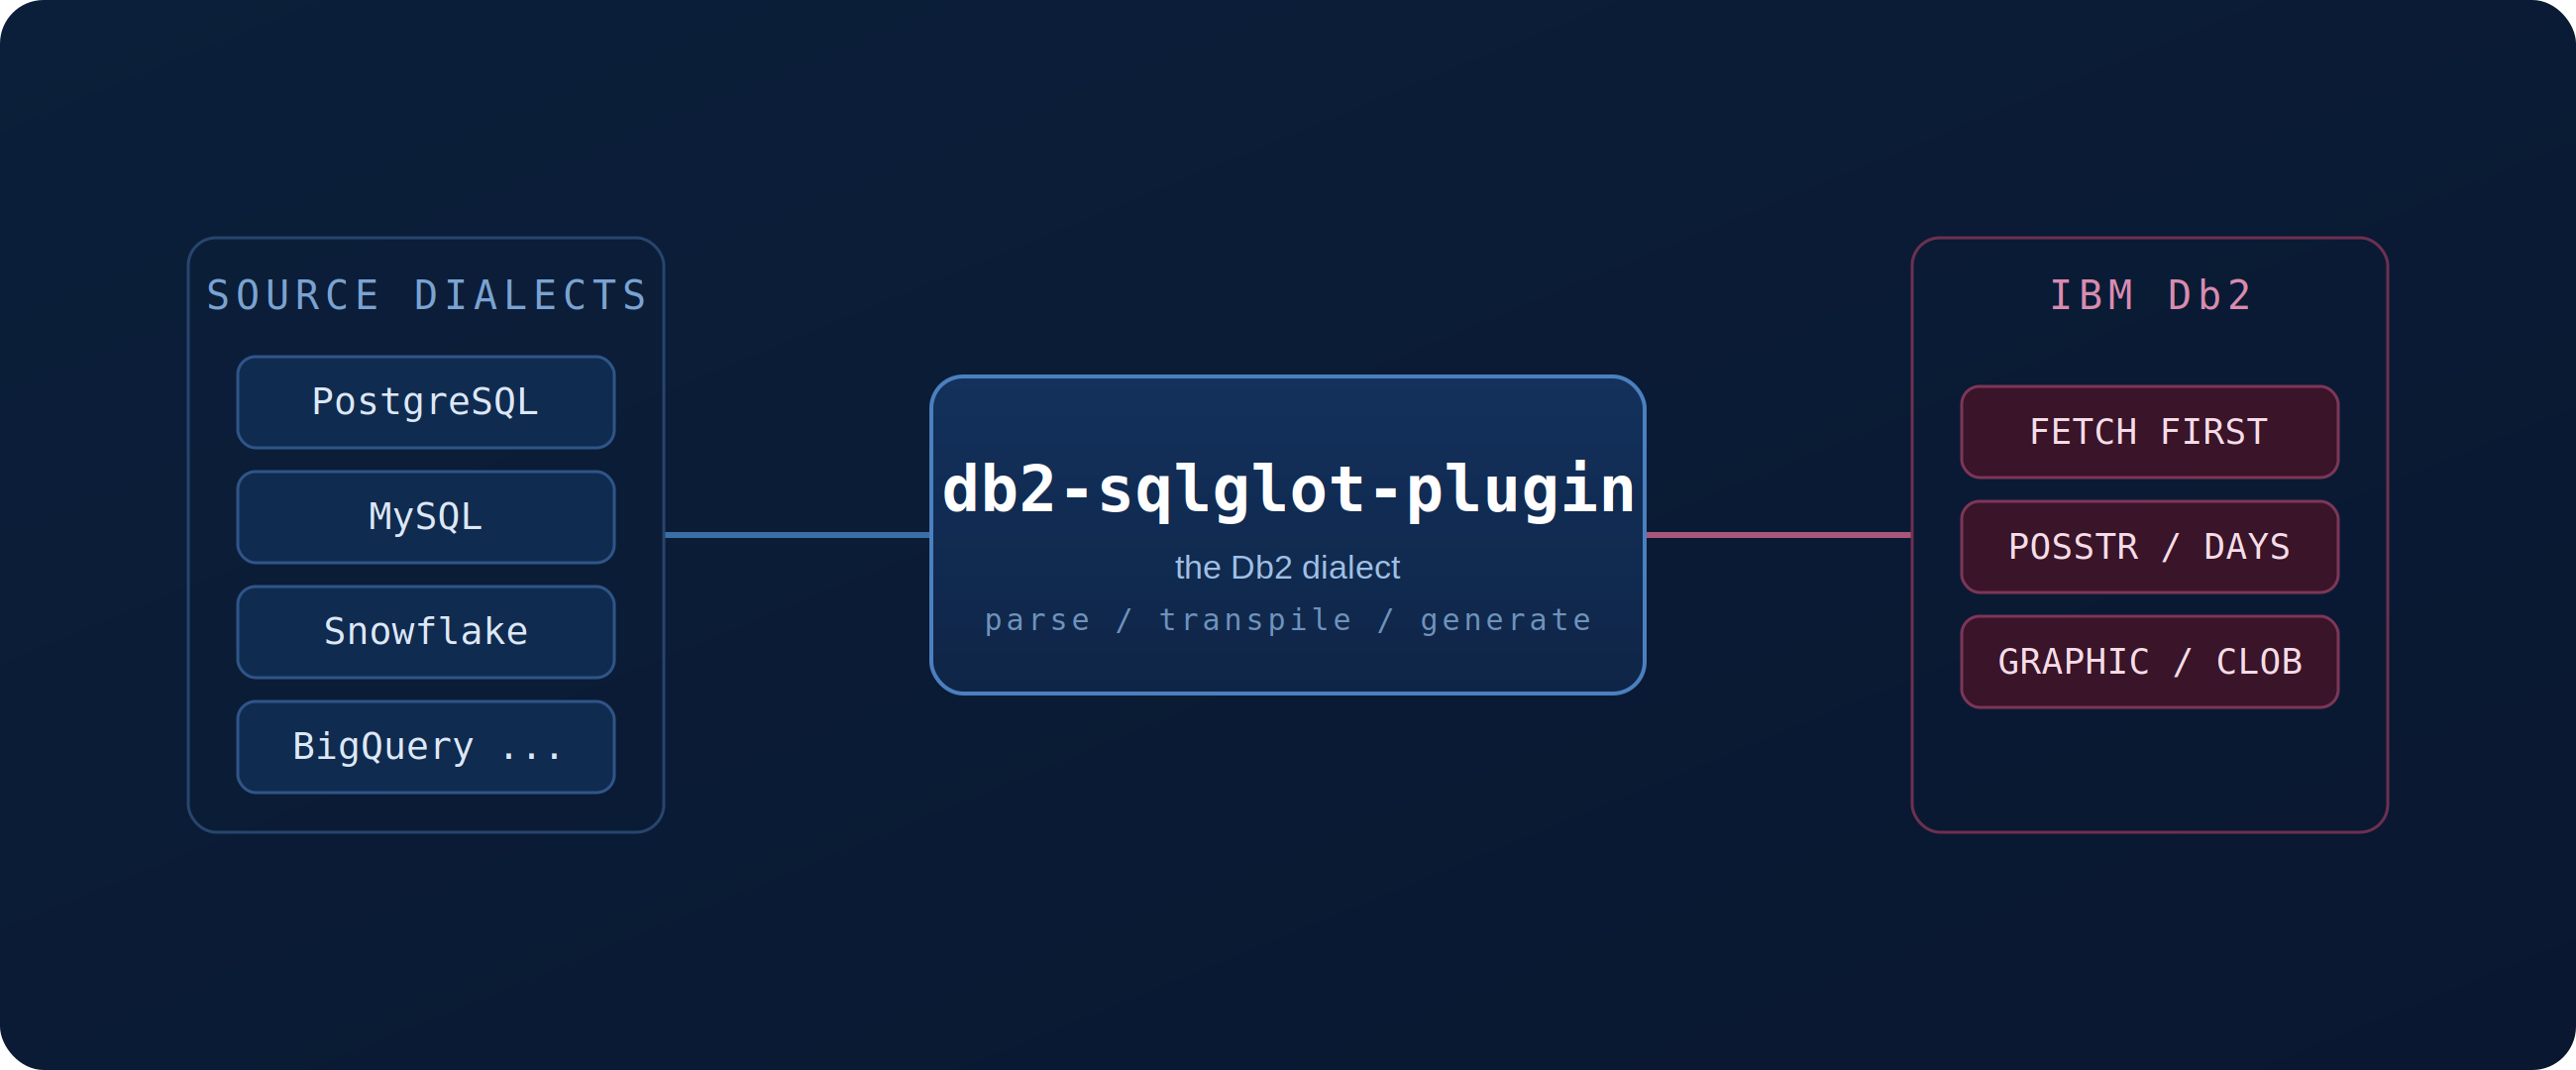 SOURCE DIALECTS
PostgreSQL
MySQL
Snowflake
BigQuery ...
db2-sqlglot-plugin
the Db2 dialect
parse / transpile / generate
IBM Db2
FETCH FIRST
POSSTR / DAYS
GRAPHIC / CLOB